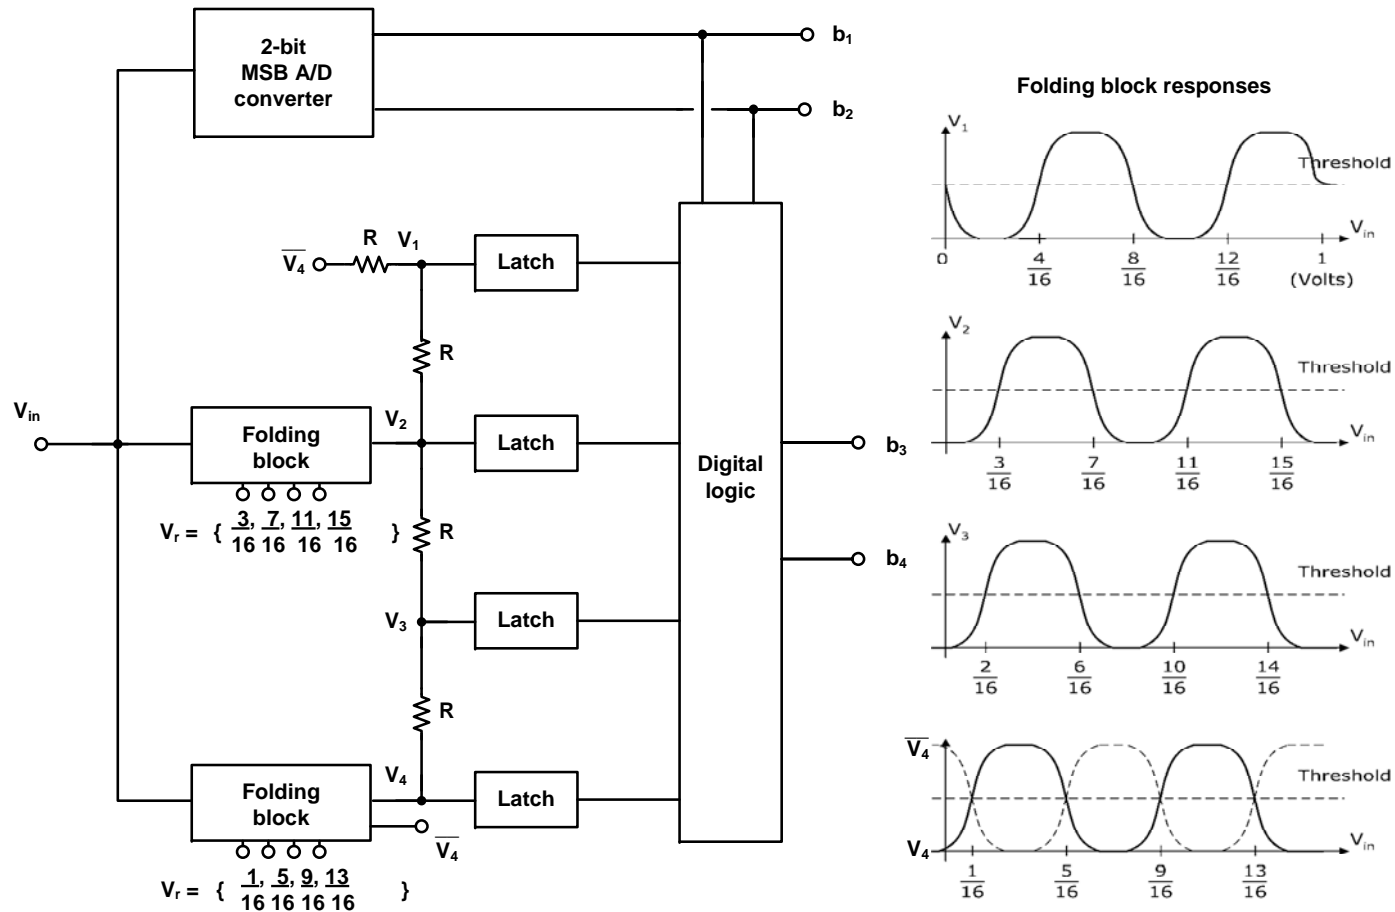 2-bit
MSB A/D
converter
b1
b2
V̅4
R
V1
Latch
R
Vin
Folding
block
V2
Latch
Vr = { 3/16, 7/16, 11/16, 15/16 }
R
Digital
logic
b3
b4
V3
Latch
R
Folding
block
V4
Latch
V̅4
Vr = { 1/16, 5/16, 9/16, 13/16 }
Folding block responses
V1
Threshold
Vin
0
4/16 8/16 12/16 1
(Volts)
V2
Threshold
Vin
3/16 7/16 11/16 15/16
V3
Threshold
Vin
2/16 6/16 10/16 14/16
V̅4
Threshold
V4
Vin
1/16 5/16 9/16 13/16